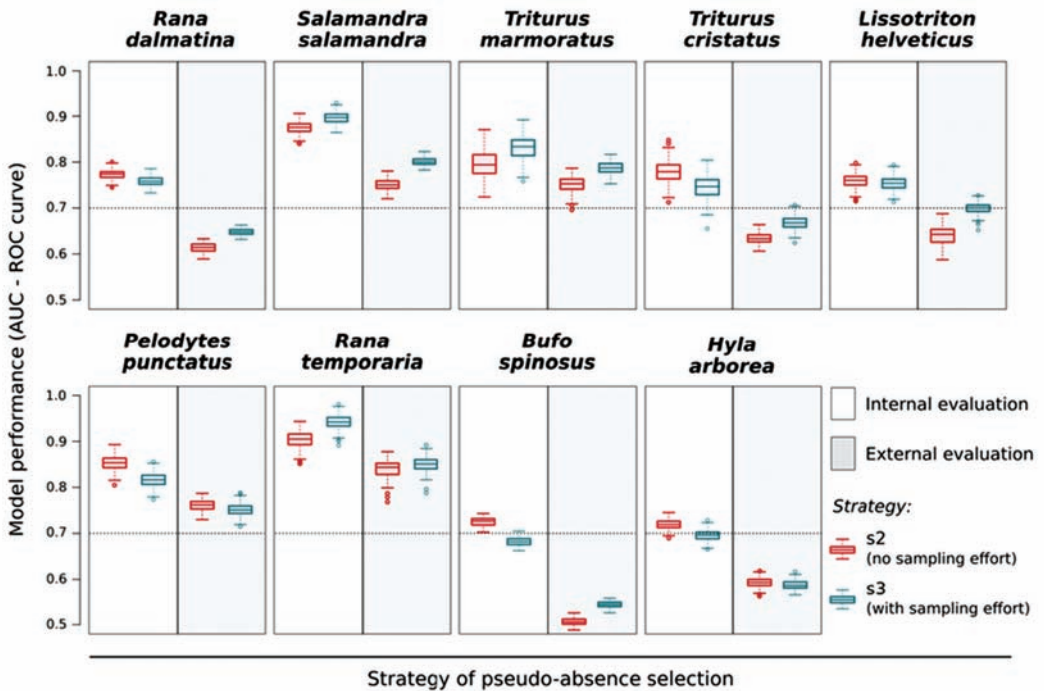 Rana
dalmatina
Salamandra
salamandra
Triturus
marmoratus
Triturus
cristatus
Lissotriton
helveticus
Model performance (AUC - ROC curve)
1.0
0.9
0.8
0.7
0.6
0.5
Pelodytes
punctatus
Rana
temporaria
Bufo
spinosus
Hyla
arborea
1.0
0.9
0.8
0.7
0.6
0.5
Internal evaluation
External evaluation
Strategy:
s2
(no sampling effort)
s3
(with sampling effort)
Strategy of pseudo-absence selection